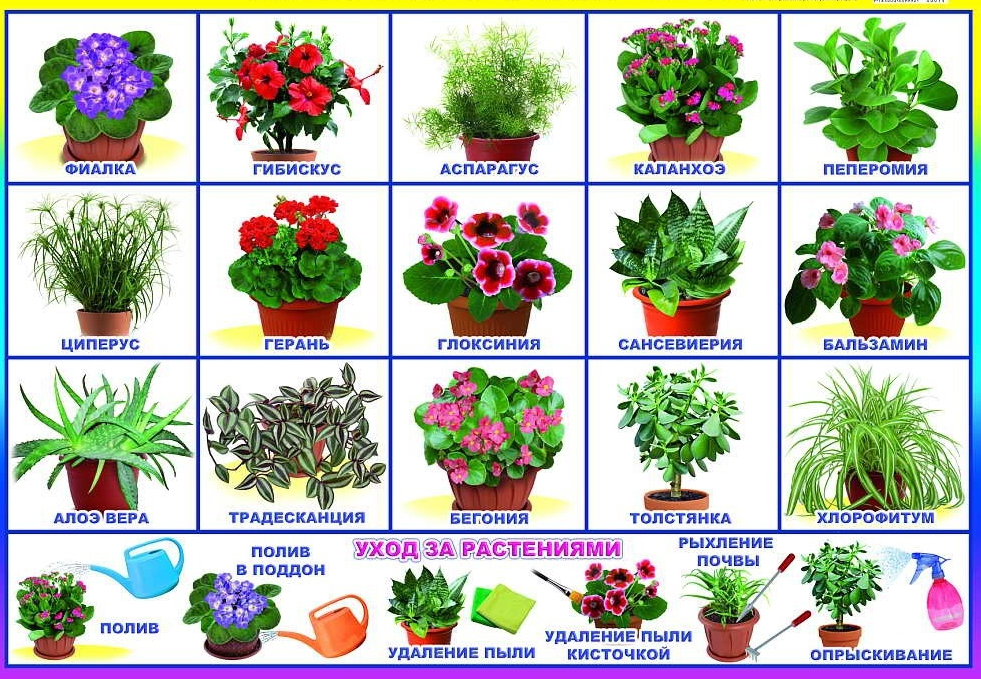 ФИАЛКА
ГИБИСКУС
АСПАРАГУС
КАЛАНХОЭ
ПЕПЕРОМИЯ
ЦИПЕРУС
ГЕРАНЬ
ГЛОКСИНИЯ
САНСЕВИЕРИЯ
БАЛЬЗАМИН
АЛОЭ ВЕРА
ТРАДЕСКАНЦИЯ
БЕГОНИЯ
ТОЛСТЯНКА
ХЛОРОФИТУМ
УХОД ЗА РАСТЕНИЯМИ
ПОЛИВ
ПОЛИВ
В ПОДДОН
УДАЛЕНИЕ ПЫЛИ
УДАЛЕНИЕ ПЫЛИ
КИСТОЧКОЙ
РЫХЛЕНИЕ
ПОЧВЫ
ОПРЫСКИВАНИЕ